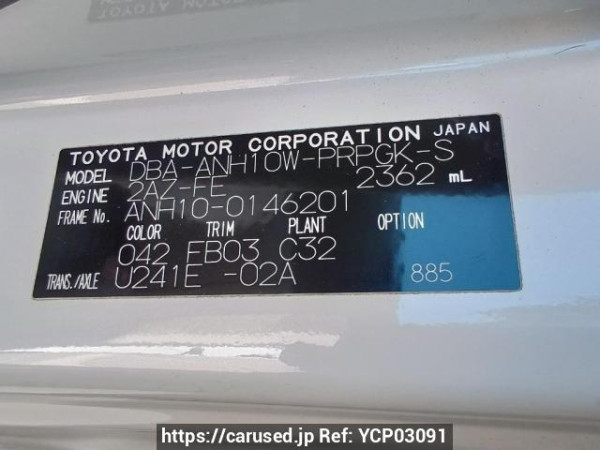 TOYOTA MOTOR CORPORATION JAPAN
MODEL DBA-ANH10W-PRPGK-S
ENGINE 2AZ-FE 2362 mL
FRAME No. ANH10-0146201
COLOR TRIM PLANT OPTION
042 FB03 C32
TRANS./AXLE U241E -02A 885
https://carused.jp Ref: YCP03091